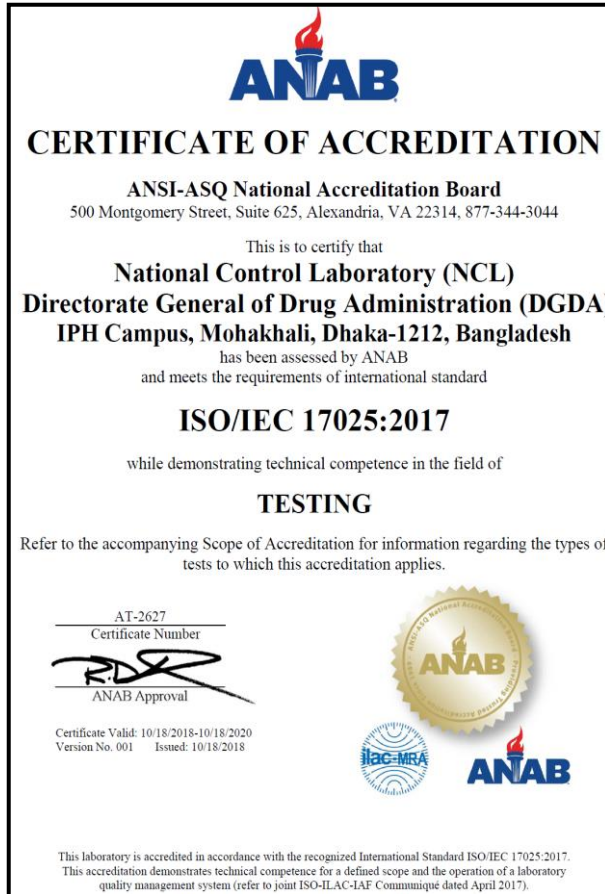 ANAB
CERTIFICATE OF ACCREDITATION
ANSI-ASQ National Accreditation Board
500 Montgomery Street, Suite 625, Alexandria, VA 22314, 877-344-3044
This is to certify that
National Control Laboratory (NCL)
Directorate General of Drug Administration (DGDA)
IPH Campus, Mohakhali, Dhaka-1212, Bangladesh
has been assessed by ANAB
and meets the requirements of international standard
ISO/IEC 17025:2017
while demonstrating technical competence in the field of
TESTING
Refer to the accompanying Scope of Accreditation for information regarding the types of
tests to which this accreditation applies.
AT-2627
Certificate Number
ANAB Approval
Certificate Valid: 10/18/2018-10/18/2020
Version No. 001 Issued: 10/18/2018
ANSI-ASQ National Accreditation Board
ANAB
ilac-MRA
ANAB
This laboratory is accredited in accordance with the recognized International Standard ISO/IEC 17025:2017.
This accreditation demonstrates technical competence for a defined scope and the operation of a laboratory
quality management system (refer to joint ISO-ILAC-IAF Communiqué dated April 2017).